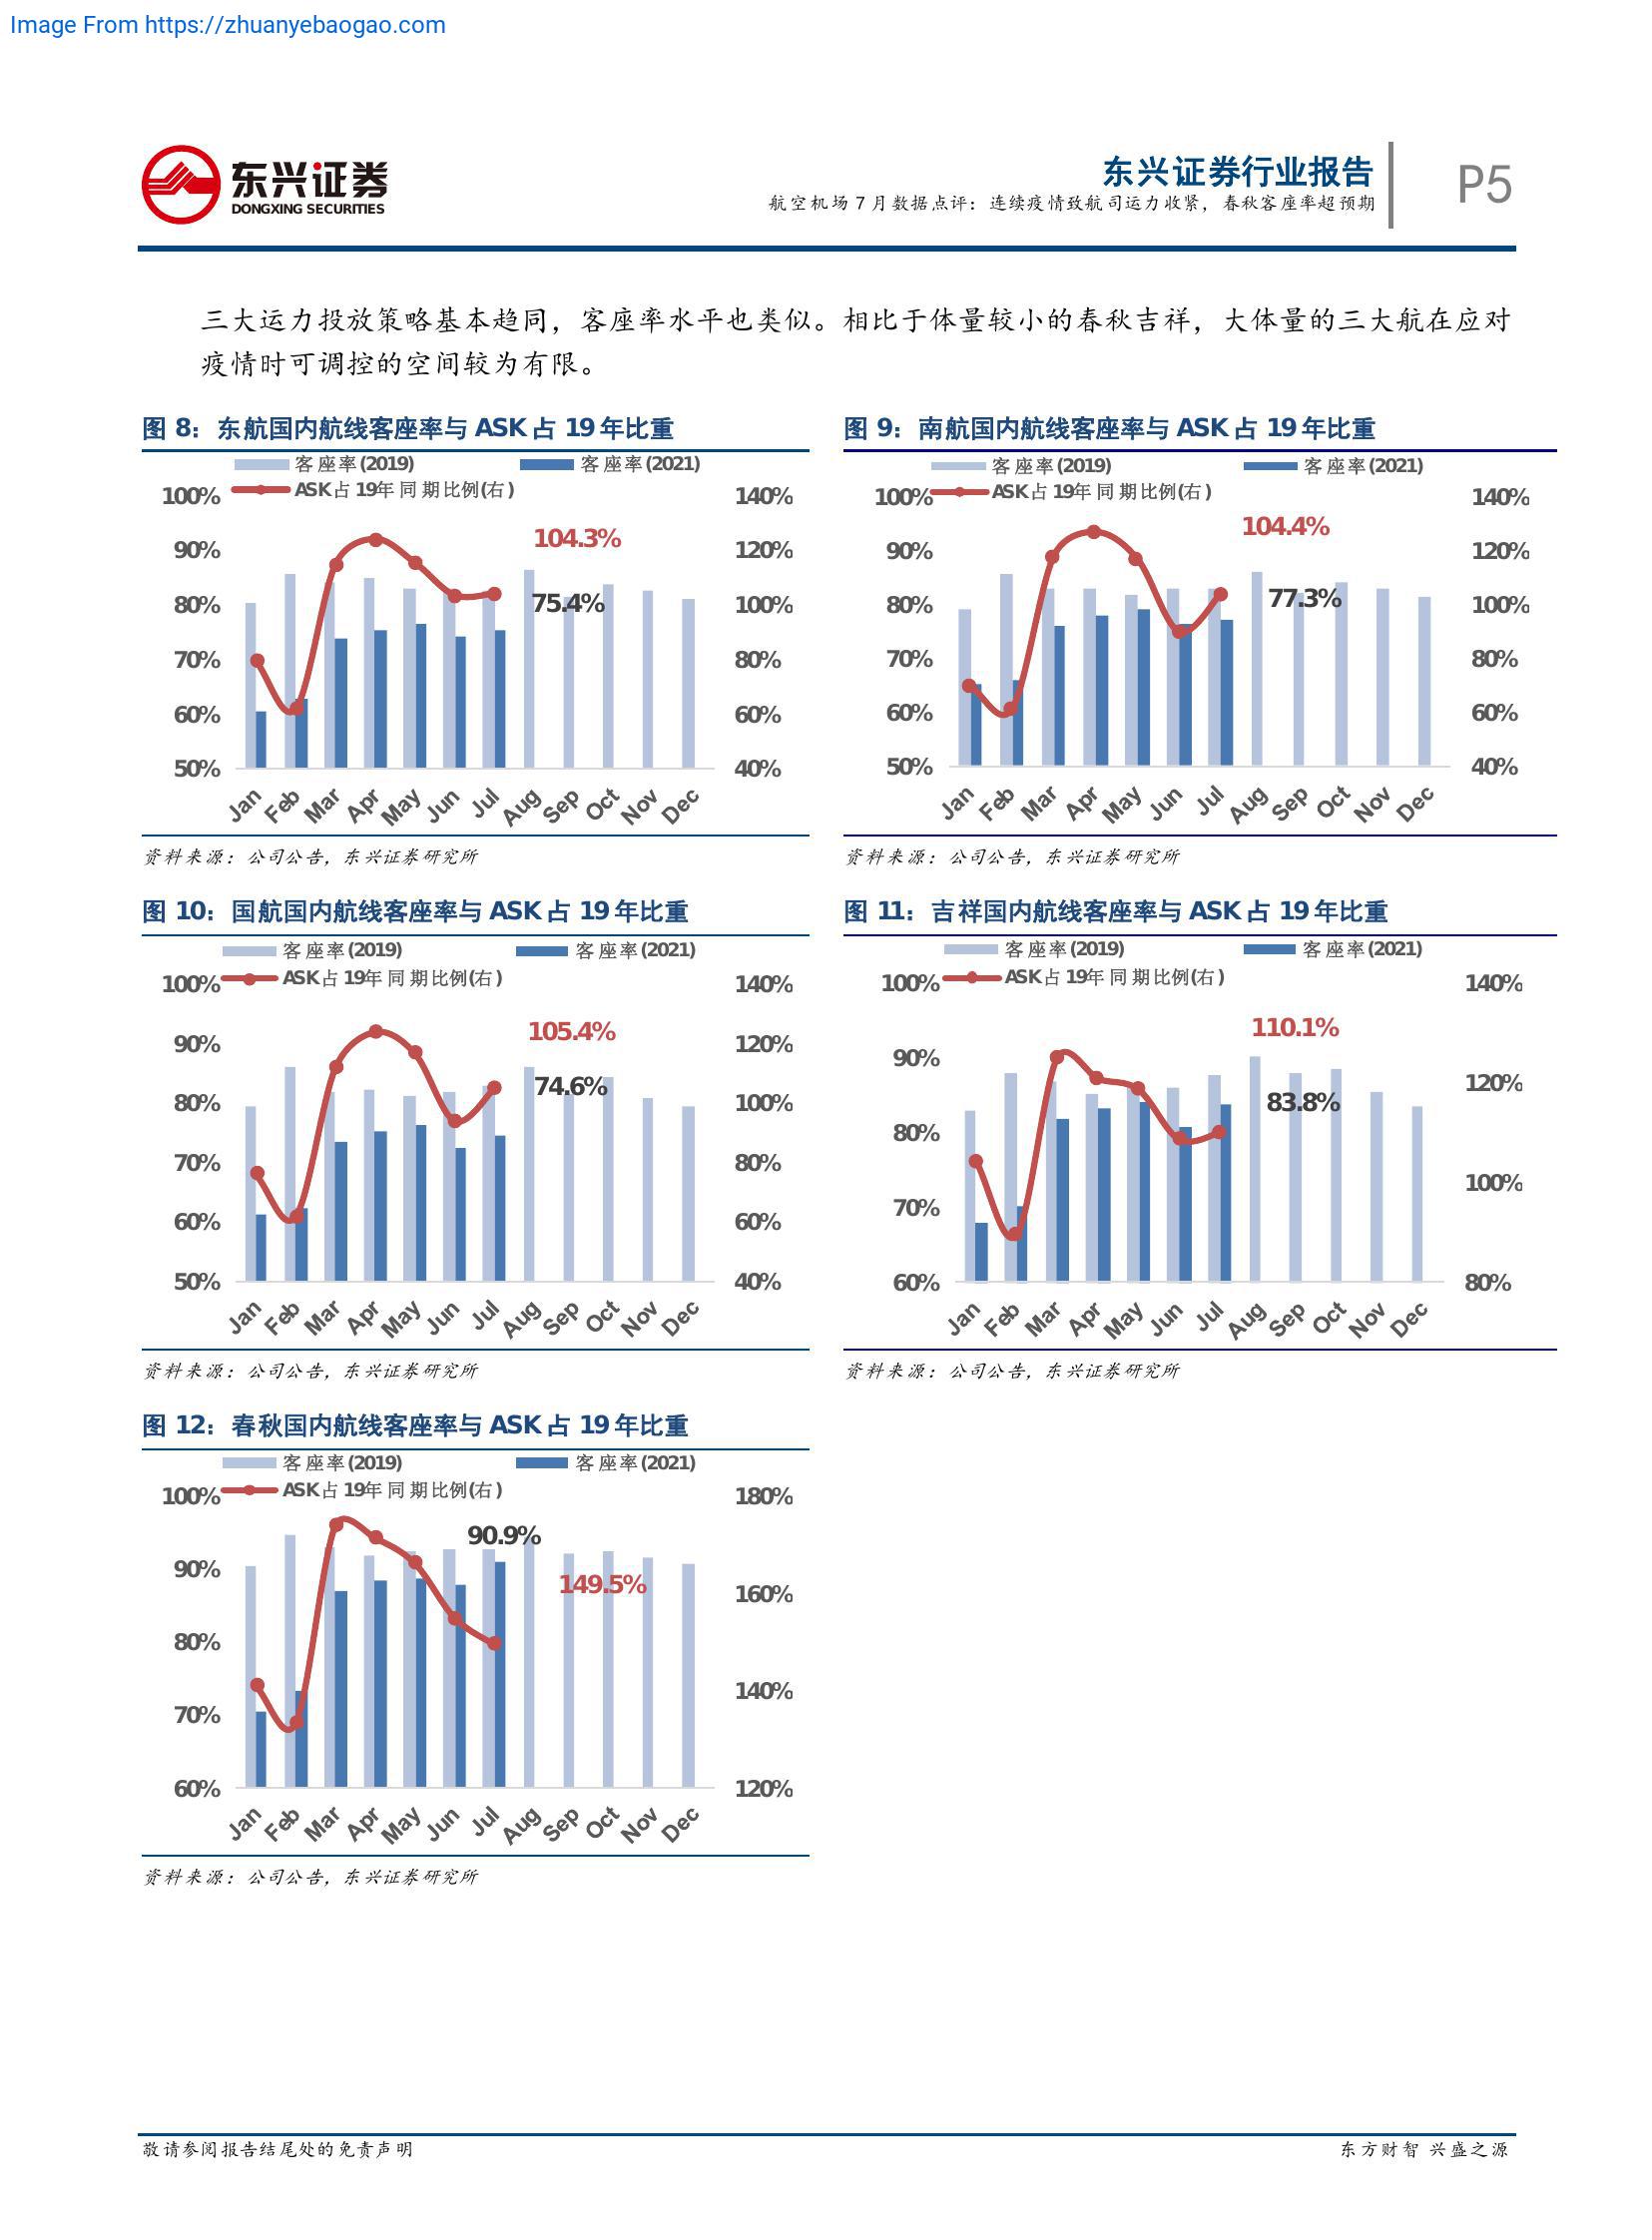 Image From https://zhuanyebaogao.com
东兴证券
DONGXING SECURITIES
东兴证券行业报告
航空机场 7 月数据点评：连续疫情致航司运力收紧，春秋客座率超预期
P5
三大运力投放策略基本趋同，客座率水平也类似。相比于体量较小的春秋吉祥，大体量的三大航在应对
疫情时可调控的空间较为有限。
图 8：东航国内航线客座率与 ASK 占 19 年比重
客座率(2019) 客座率(2021)
ASK占19年同期比例(右)
100% 140%
90% 120%
80% 100%
70% 80%
60% 60%
50% 40%
104.3%
75.4%
Jan Feb Mar Apr May Jun Jul Aug Sep Oct Nov Dec
资料来源：公司公告，东兴证券研究所
图 9：南航国内航线客座率与 ASK 占 19 年比重
客座率(2019) 客座率(2021)
ASK占19年同期比例(右)
100% 140%
90% 120%
80% 100%
70% 80%
60% 60%
50% 40%
104.4%
77.3%
Jan Feb Mar Apr May Jun Jul Aug Sep Oct Nov Dec
资料来源：公司公告，东兴证券研究所
图 10：国航国内航线客座率与 ASK 占 19 年比重
客座率(2019) 客座率(2021)
ASK占19年同期比例(右)
100% 140%
90% 120%
80% 100%
70% 80%
60% 60%
50% 40%
105.4%
74.6%
Jan Feb Mar Apr May Jun Jul Aug Sep Oct Nov Dec
资料来源：公司公告，东兴证券研究所
图 11：吉祥国内航线客座率与 ASK 占 19 年比重
客座率(2019) 客座率(2021)
ASK占19年同期比例(右)
100% 140%
90% 120%
80% 100%
70% 80%
60%
110.1%
83.8%
Jan Feb Mar Apr May Jun Jul Aug Sep Oct Nov Dec
资料来源：公司公告，东兴证券研究所
图 12：春秋国内航线客座率与 ASK 占 19 年比重
客座率(2019) 客座率(2021)
ASK占19年同期比例(右)
100% 180%
90% 160%
80% 140%
70% 120%
60%
90.9%
149.5%
Jan Feb Mar Apr May Jun Jul Aug Sep Oct Nov Dec
资料来源：公司公告，东兴证券研究所
敬请参阅报告结尾处的免责声明
东方财智 兴盛之源